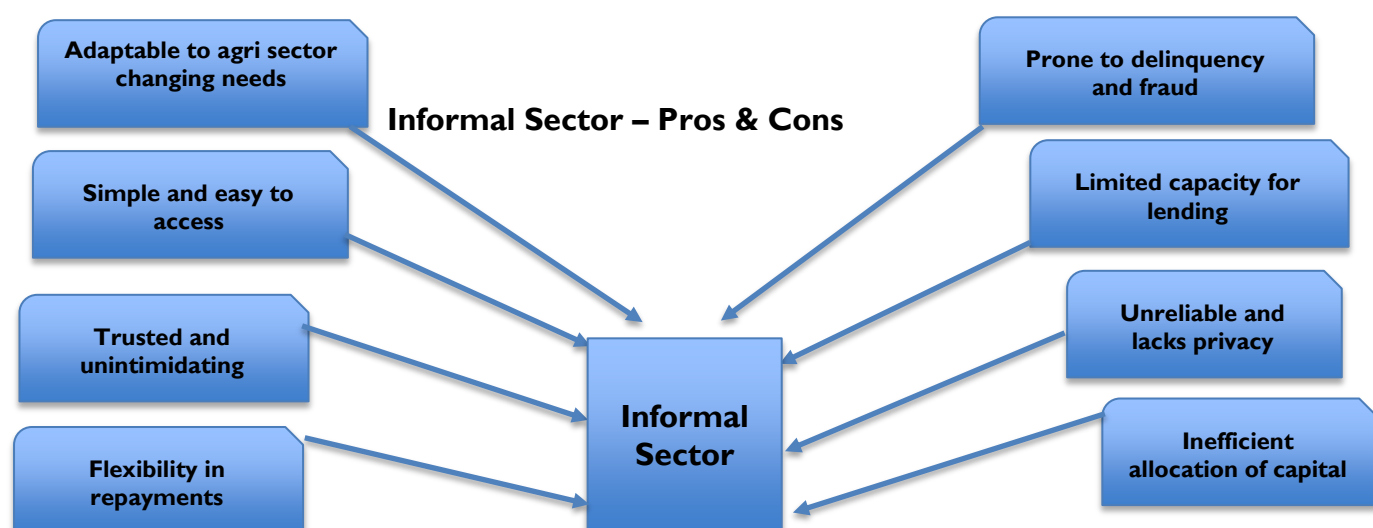 Adaptable to agri sector
changing needs
Informal Sector – Pros & Cons
Prone to delinquency
and fraud
Simple and easy to
access
Limited capacity for
lending
Trusted and
unintimidating
Unreliable and
lacks privacy
Informal
Sector
Flexibility in
repayments
Inefficient
allocation of capital